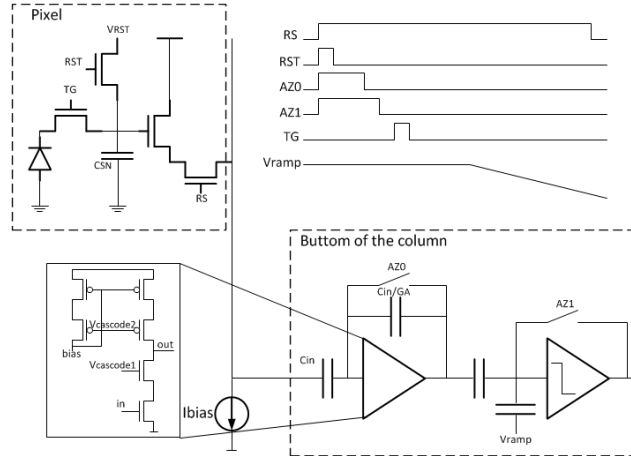 Pixel
VRST
RST
TG
CSN
RS
RS
RST
AZ0
AZ1
TG
Vramp
Buttom of the column
AZ0
Cin/GA
Cin
AZ1
Vramp
Vcascode2
bias
out
Vcascode1
in
Ibias